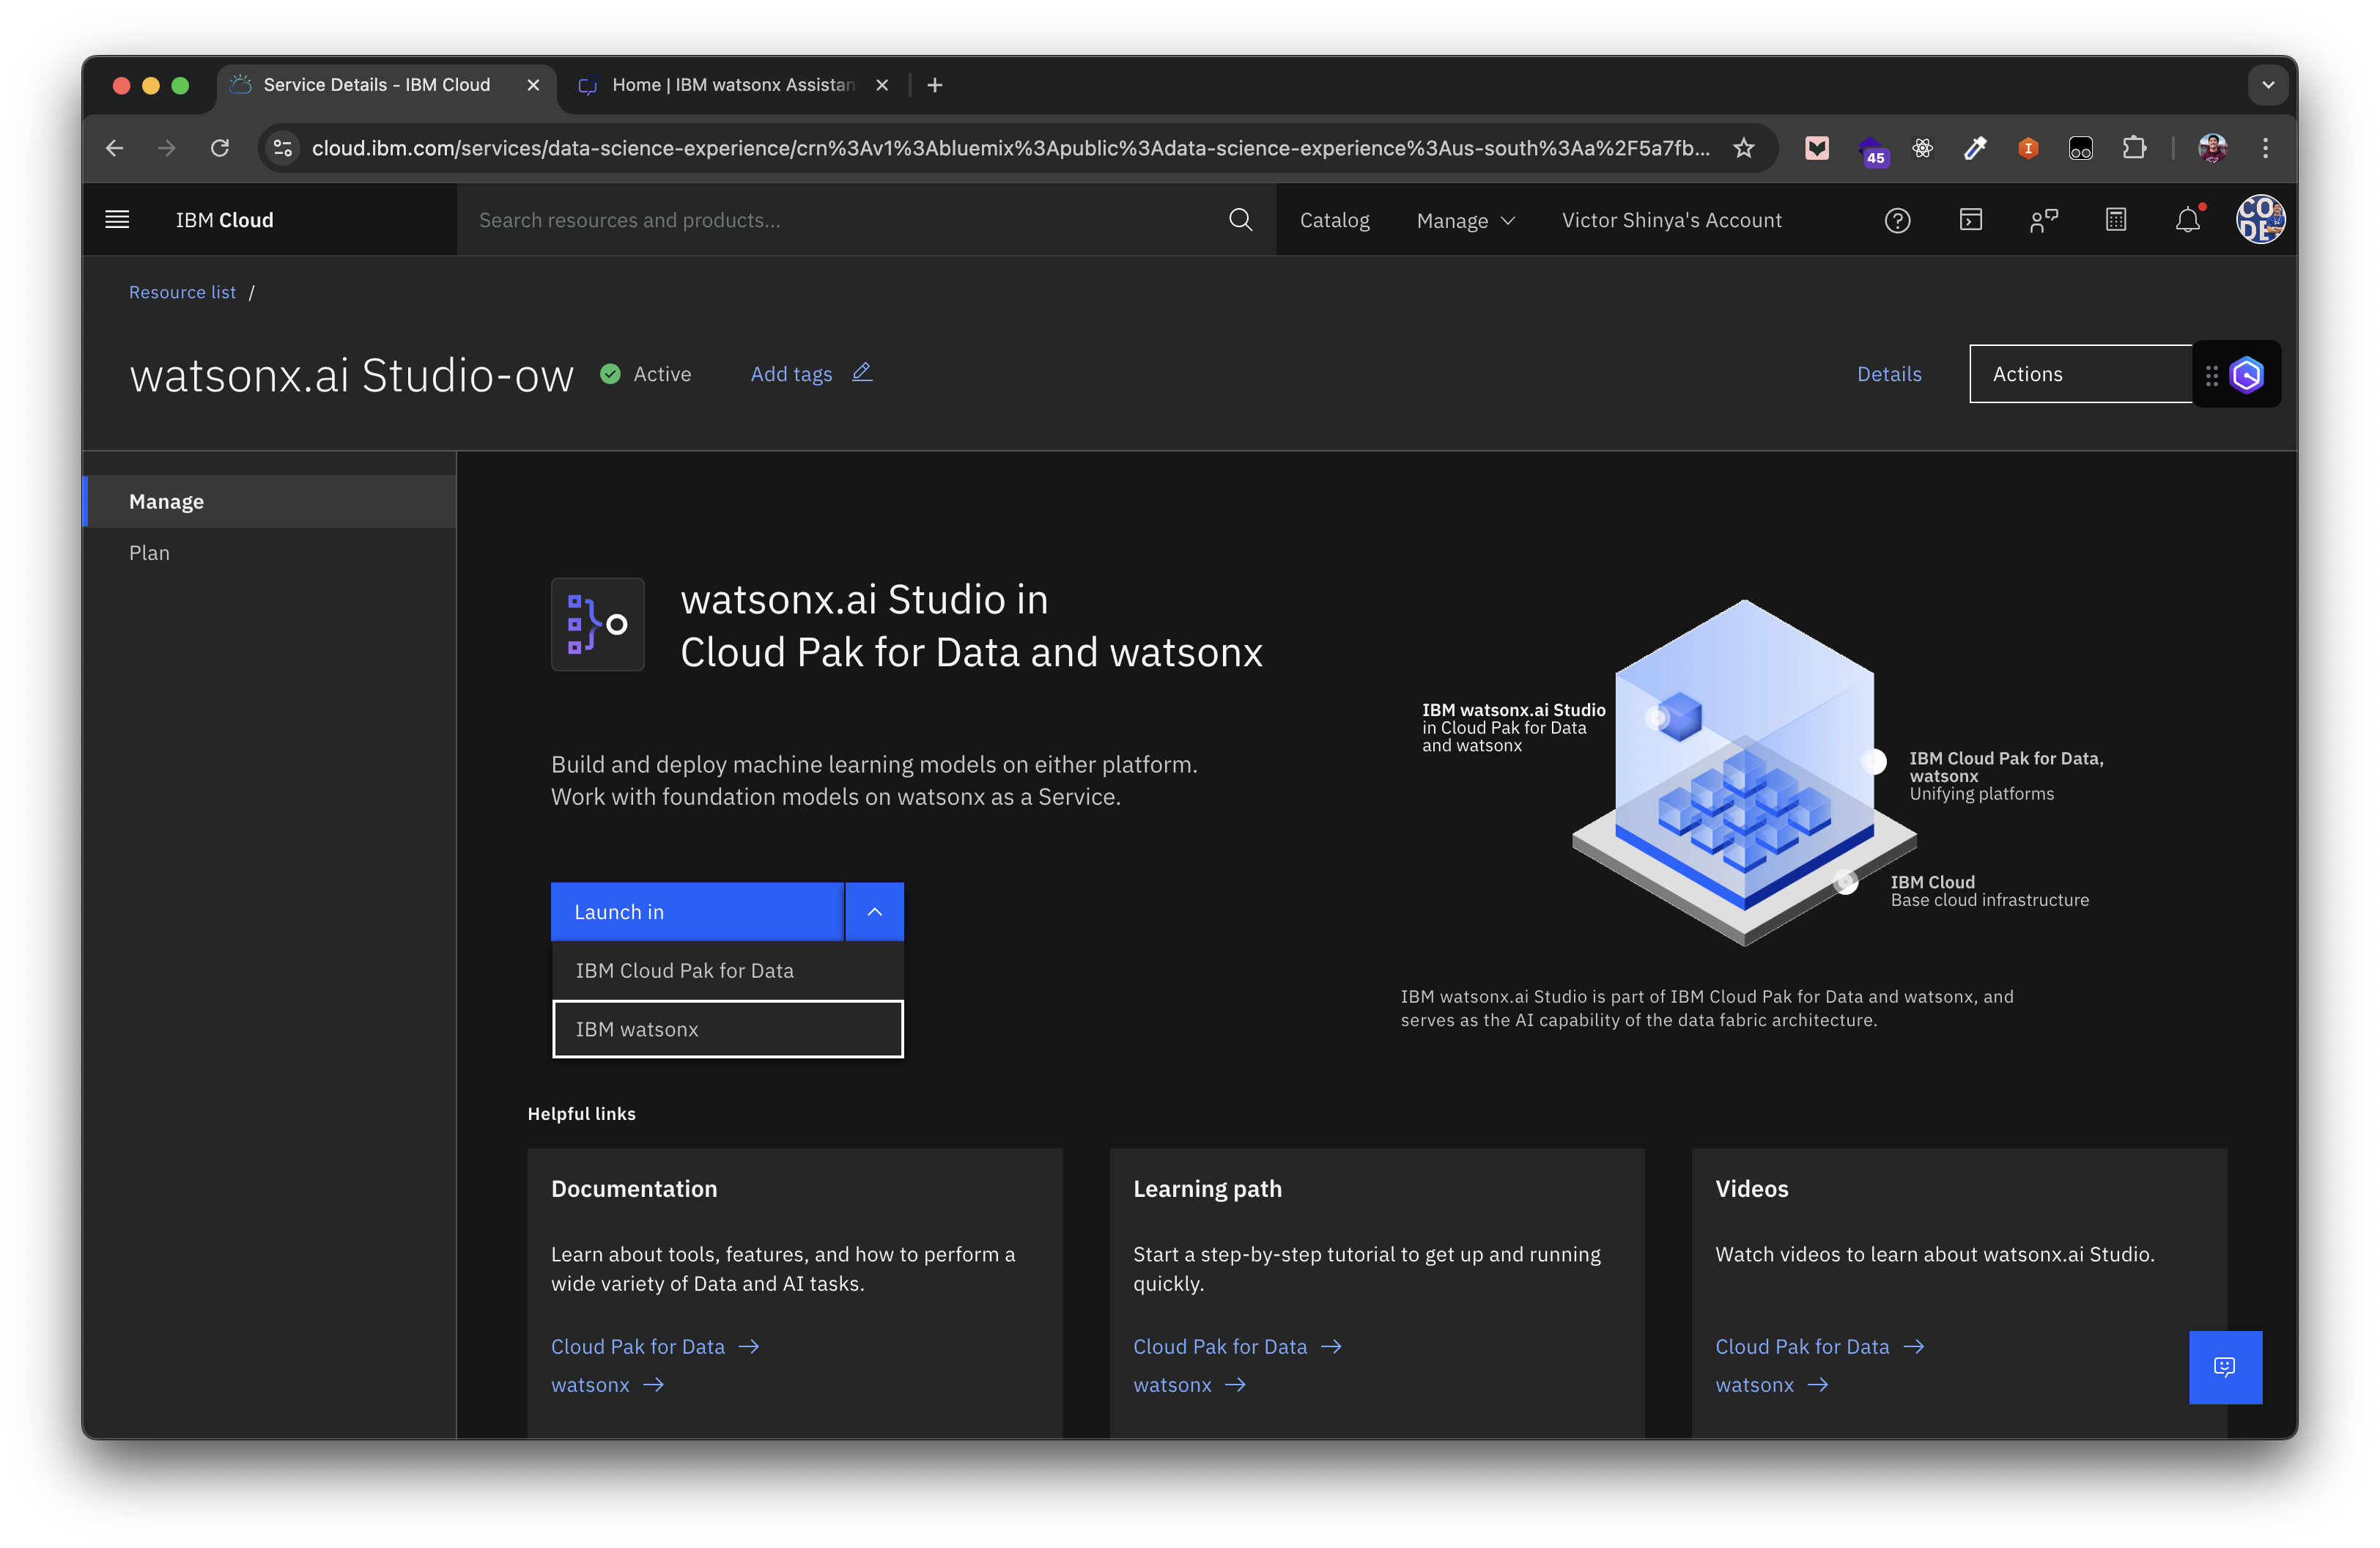 Service Details - IBM Cloud
Home | IBM watsonx Assistan
cloud.ibm.com/services/data-science-experience/crn%3Av1%3Abluemix%3Apublic%3Adata-science-experience%3Aus-south%3Aa%2F5a7fb...
45
I
IBM Cloud
Search resources and products...
Catalog
Manage
Victor Shinya's Account
CO
DE
Resource list /
watsonx.ai Studio-ow
Active
Add tags
Details
Actions
Manage
Plan
watsonx.ai Studio in
Cloud Pak for Data and watsonx
Build and deploy machine learning models on either platform.
Work with foundation models on watsonx as a Service.
Launch in
IBM Cloud Pak for Data
IBM watsonx
IBM watsonx.ai Studio
in Cloud Pak for Data
and watsonx
IBM Cloud Pak for Data,
watsonx
Unifying platforms
IBM Cloud
Base cloud infrastructure
IBM watsonx.ai Studio is part of IBM Cloud Pak for Data and watsonx, and
serves as the AI capability of the data fabric architecture.
Helpful links
Documentation
Learn about tools, features, and how to perform a
wide variety of Data and AI tasks.
Cloud Pak for Data
watsonx
Learning path
Start a step-by-step tutorial to get up and running
quickly.
Cloud Pak for Data
watsonx
Videos
Watch videos to learn about watsonx.ai Studio.
Cloud Pak for Data
watsonx